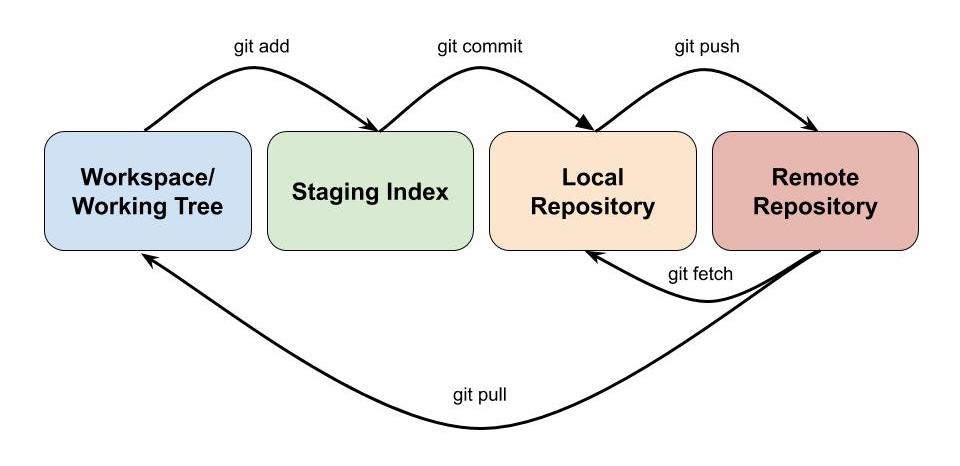 git add
git commit
git push
Workspace/
Working Tree
Staging Index
Local
Repository
Remote
Repository
git fetch
git pull